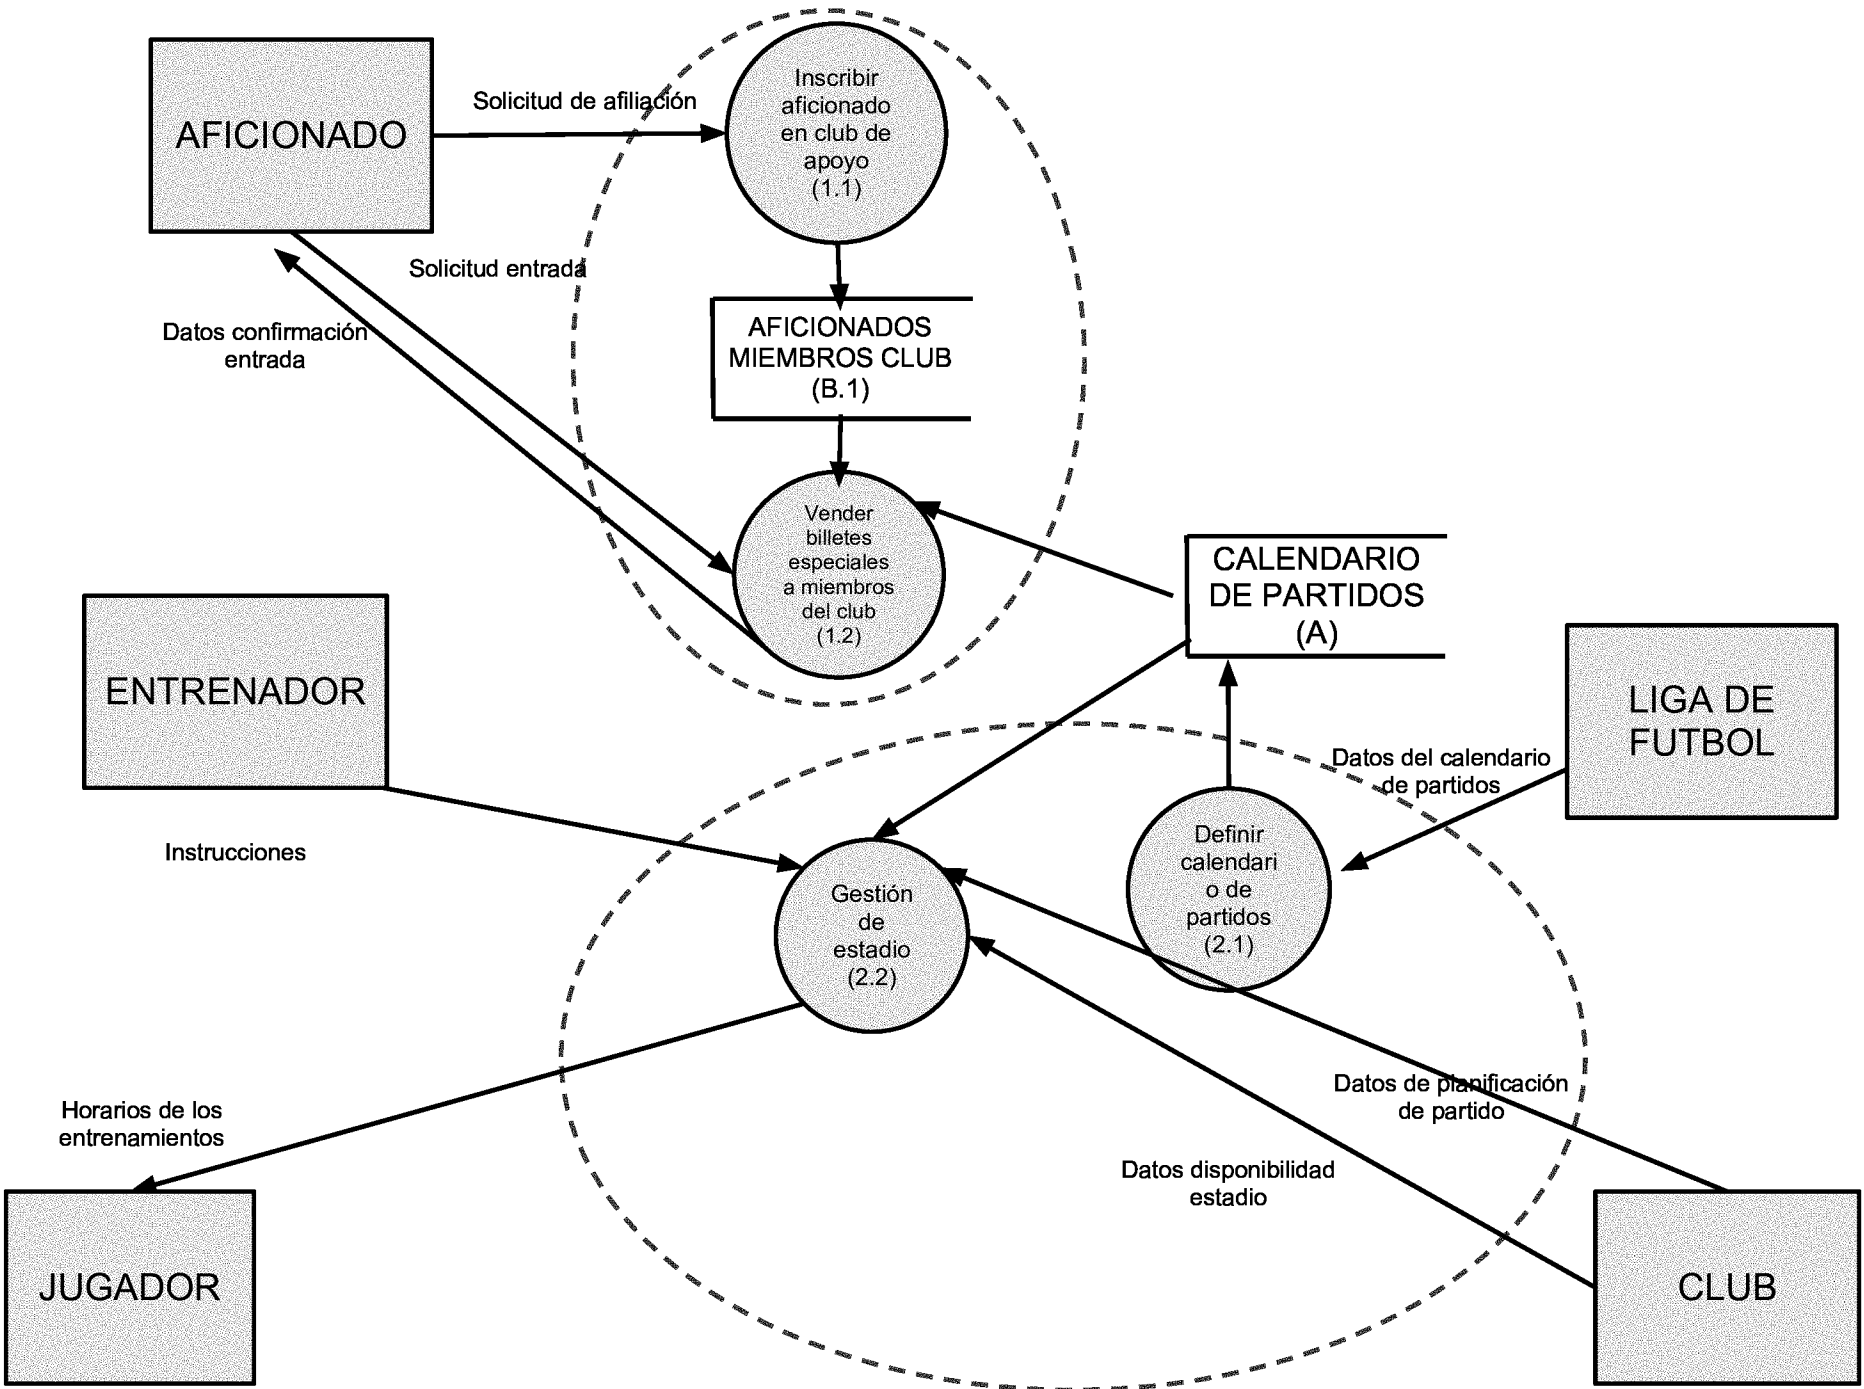 Inscribir
aficionado
en club de
apoyo
(1.1)
Solicitud de afiliación
AFICIONADO
Solicitud entrada
Datos confirmación
entrada
AFICIONADOS
MIEMBROS CLUB
(B.1)
Vender
billetes
especiales
a miembros
del club
(1.2)
CALENDARIO
DE PARTIDOS
(A)
ENTRENADOR
LIGA DE
FUTBOL
Datos del calendario
de partidos
Instrucciones
Definir
calendari
o de
partidos
(2.1)
Gestión
de
estadio
(2.2)
Datos de planificación
de partido
Horarios de los
entrenamientos
Datos disponibilidad
estadio
JUGADOR
CLUB